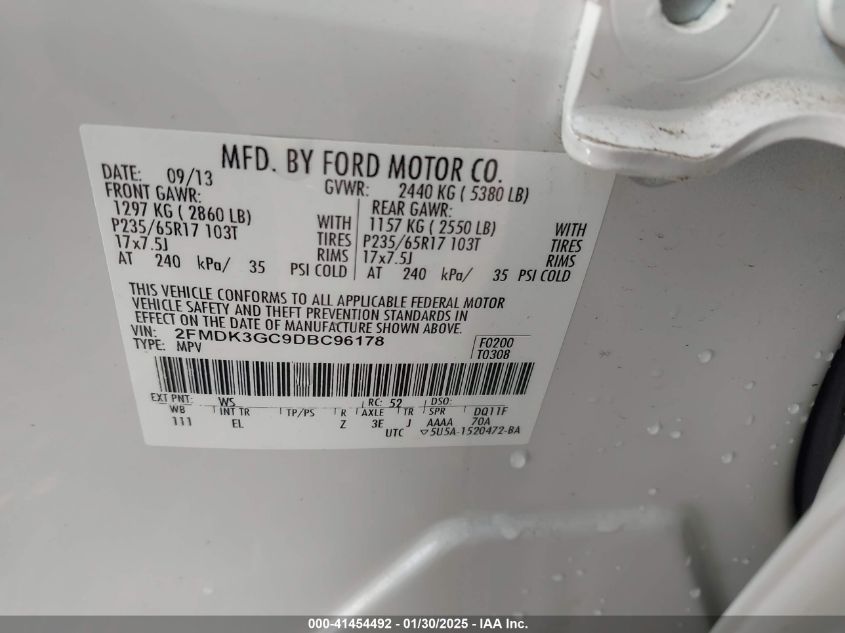 MFD. BY FORD MOTOR CO.
DATE: 09/13 GVWR: 2440 KG ( 5380 LB)
FRONT GAWR: REAR GAWR:
1297 KG ( 2860 LB) WITH 1157 KG ( 2550 LB) WITH
P235/65R17 103T TIRES P235/65R17 103T TIRES
17x7.5J RIMS 17x7.5J RIMS
AT 240 kPa/ 35 PSI COLD AT 240 kPa/ 35 PSI COLD
THIS VEHICLE CONFORMS TO ALL APPLICABLE FEDERAL MOTOR
VEHICLE SAFETY AND THEFT PREVENTION STANDARDS IN
EFFECT ON THE DATE OF MANUFACTURE SHOWN ABOVE.
VIN: 2FMDK3GC9DBC96178 F0200
TYPE: MPV T0308
EXT PNT: WS RC: 52 DSO:
WB INT TR TP/PS R AXLE TR SPR DQ11F
111 EL Z 3E J AAAA 70A
UTC ▽5U5A-1520472-BA
000-41454492 - 01/30/2025 - IAA Inc.